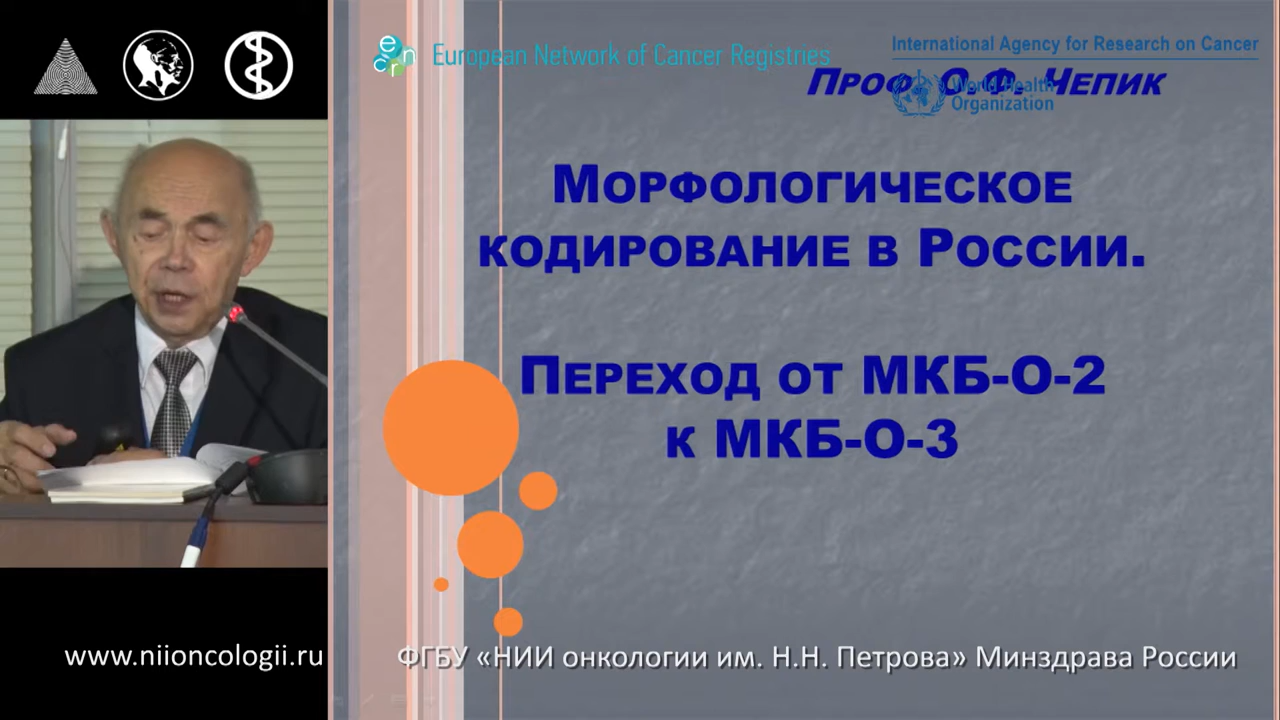 European Network of Cancer Registries
International Agency for Research on Cancer
Проф. О.Ф. Чепик
World Health
Organization
Морфологическое
кодирование в России.
Переход от МКБ-О-2
к МКБ-О-3
www.niioncologii.ru
ФГБУ «НИИ онкологии им. Н.Н. Петрова» Минздрава России